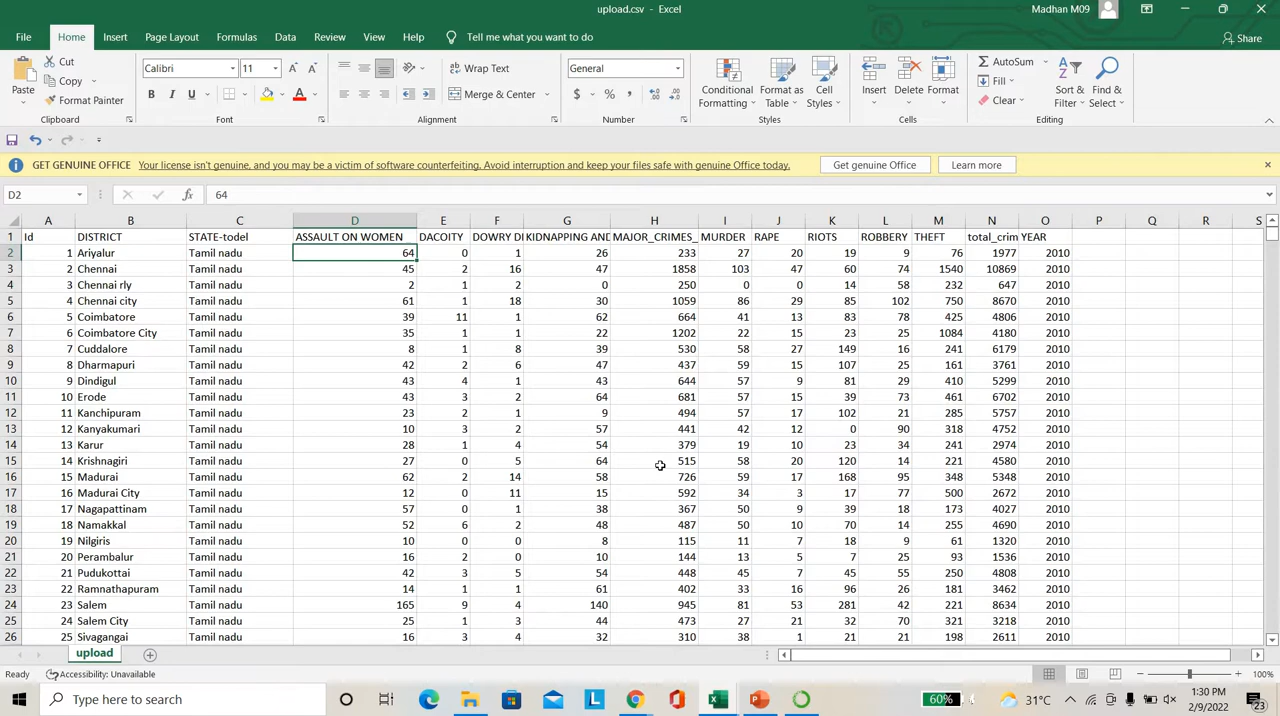 upload.csv - Excel
Madhan M09
File Home Insert Page Layout Formulas Data Review View Help Tell me what you want to do Share
Cut
Copy
Format Painter
Paste
Clipboard
Calibri 11
B I U
Font
Wrap Text
Merge & Center
Alignment
General
$ % ,
Number
Conditional Formatting
Format as Table
Cell Styles
Styles
Insert Delete Format
Cells
AutoSum
Fill
Clear
Sort & Filter
Find & Select
Editing
GET GENUINE OFFICE Your license isn't genuine, and you may be a victim of software counterfeiting. Avoid interruption and keep your files safe with genuine Office today. Get genuine Office Learn more
D2 fx 64
A B C D E F G H I J K L M N O P Q R S
1 Id DISTRICT STATE-todel ASSAULT ON WOMEN DACOITY DOWRY DI KIDNAPPING AND MAJOR_CRIMES_ MURDER RAPE RIOTS ROBBERY THEFT total_crim YEAR
2 1 Ariyalur Tamil nadu 64 0 1 26 233 27 20 19 9 76 1977 2010
3 2 Chennai Tamil nadu 45 2 16 47 1858 103 47 60 74 1540 10869 2010
4 3 Chennai rly Tamil nadu 2 1 2 0 250 0 0 14 58 232 647 2010
5 4 Chennai city Tamil nadu 61 1 18 30 1059 86 29 85 102 750 8670 2010
6 5 Coimbatore Tamil nadu 39 11 1 62 664 41 13 83 78 425 4806 2010
7 6 Coimbatore City Tamil nadu 35 1 1 22 1202 22 15 23 25 1084 4180 2010
8 7 Cuddalore Tamil nadu 8 1 8 39 530 58 27 149 16 241 6179 2010
9 8 Dharmapuri Tamil nadu 42 2 6 47 437 59 15 107 25 161 3761 2010
10 9 Dindigul Tamil nadu 43 4 1 43 644 57 9 81 29 410 5299 2010
11 10 Erode Tamil nadu 43 3 2 64 681 57 15 39 73 461 6702 2010
12 11 Kanchipuram Tamil nadu 23 2 1 9 494 57 17 102 21 285 5757 2010
13 12 Kanyakumari Tamil nadu 10 3 2 57 441 42 12 0 90 318 4752 2010
14 13 Karur Tamil nadu 28 1 4 54 379 19 10 23 34 241 2974 2010
15 14 Krishnagiri Tamil nadu 27 0 5 64 515 58 20 120 14 221 4580 2010
16 15 Madurai Tamil nadu 62 2 14 58 726 59 17 168 95 348 5348 2010
17 16 Madurai City Tamil nadu 12 0 11 15 592 34 3 17 77 500 2672 2010
18 17 Nagapattinam Tamil nadu 57 0 1 38 367 50 9 39 18 173 4027 2010
19 18 Namakkal Tamil nadu 52 6 2 48 487 50 10 70 14 255 4690 2010
20 19 Nilgiris Tamil nadu 10 0 0 8 115 11 7 18 9 61 1320 2010
21 20 Perambalur Tamil nadu 16 2 0 10 144 13 5 7 25 93 1536 2010
22 21 Pudukottai Tamil nadu 42 3 5 54 448 45 7 45 55 250 4808 2010
23 22 Ramnathapuram Tamil nadu 14 1 1 61 402 33 16 96 26 181 3462 2010
24 23 Salem Tamil nadu 165 9 4 140 945 81 53 281 42 221 8634 2010
25 24 Salem City Tamil nadu 25 1 3 44 473 27 21 32 70 321 3218 2010
26 25 Sivagangai Tamil nadu 16 3 4 32 310 38 1 21 21 198 2611 2010
upload
Ready Accessibility: Unavailable 100%
Type here to search 60% 31°C 1:30 PM
2/9/2022 23